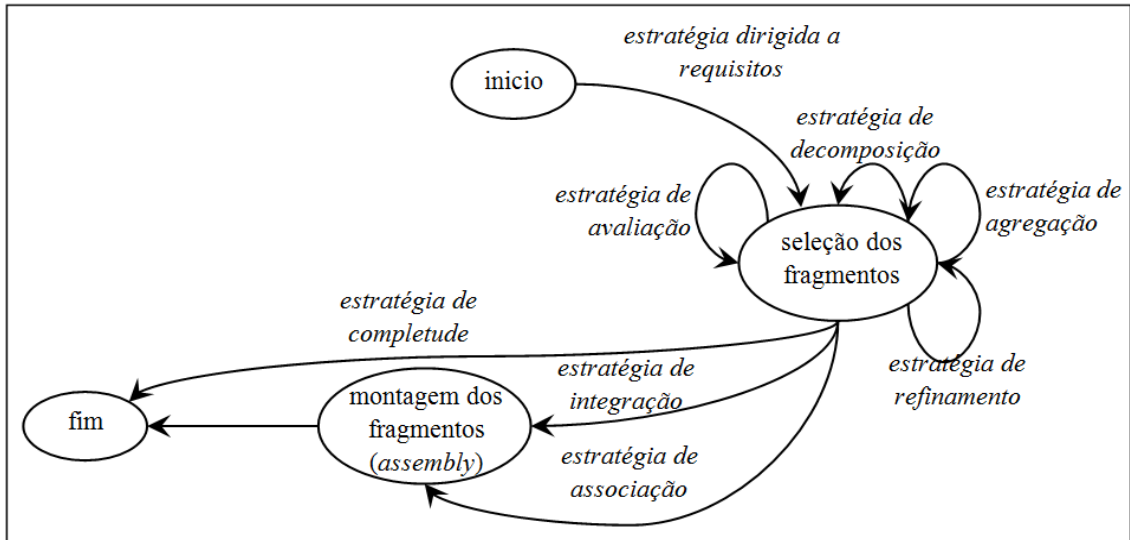 estratégia dirigida a
requisitos
inicio
estratégia de
decomposição
estratégia de
avaliação
estratégia de
agregação
seleção dos
fragmentos
estratégia de
completude
estratégia de
integração
estratégia de
refinamento
fim
montagem dos
fragmentos
(assembly)
estratégia de
associação